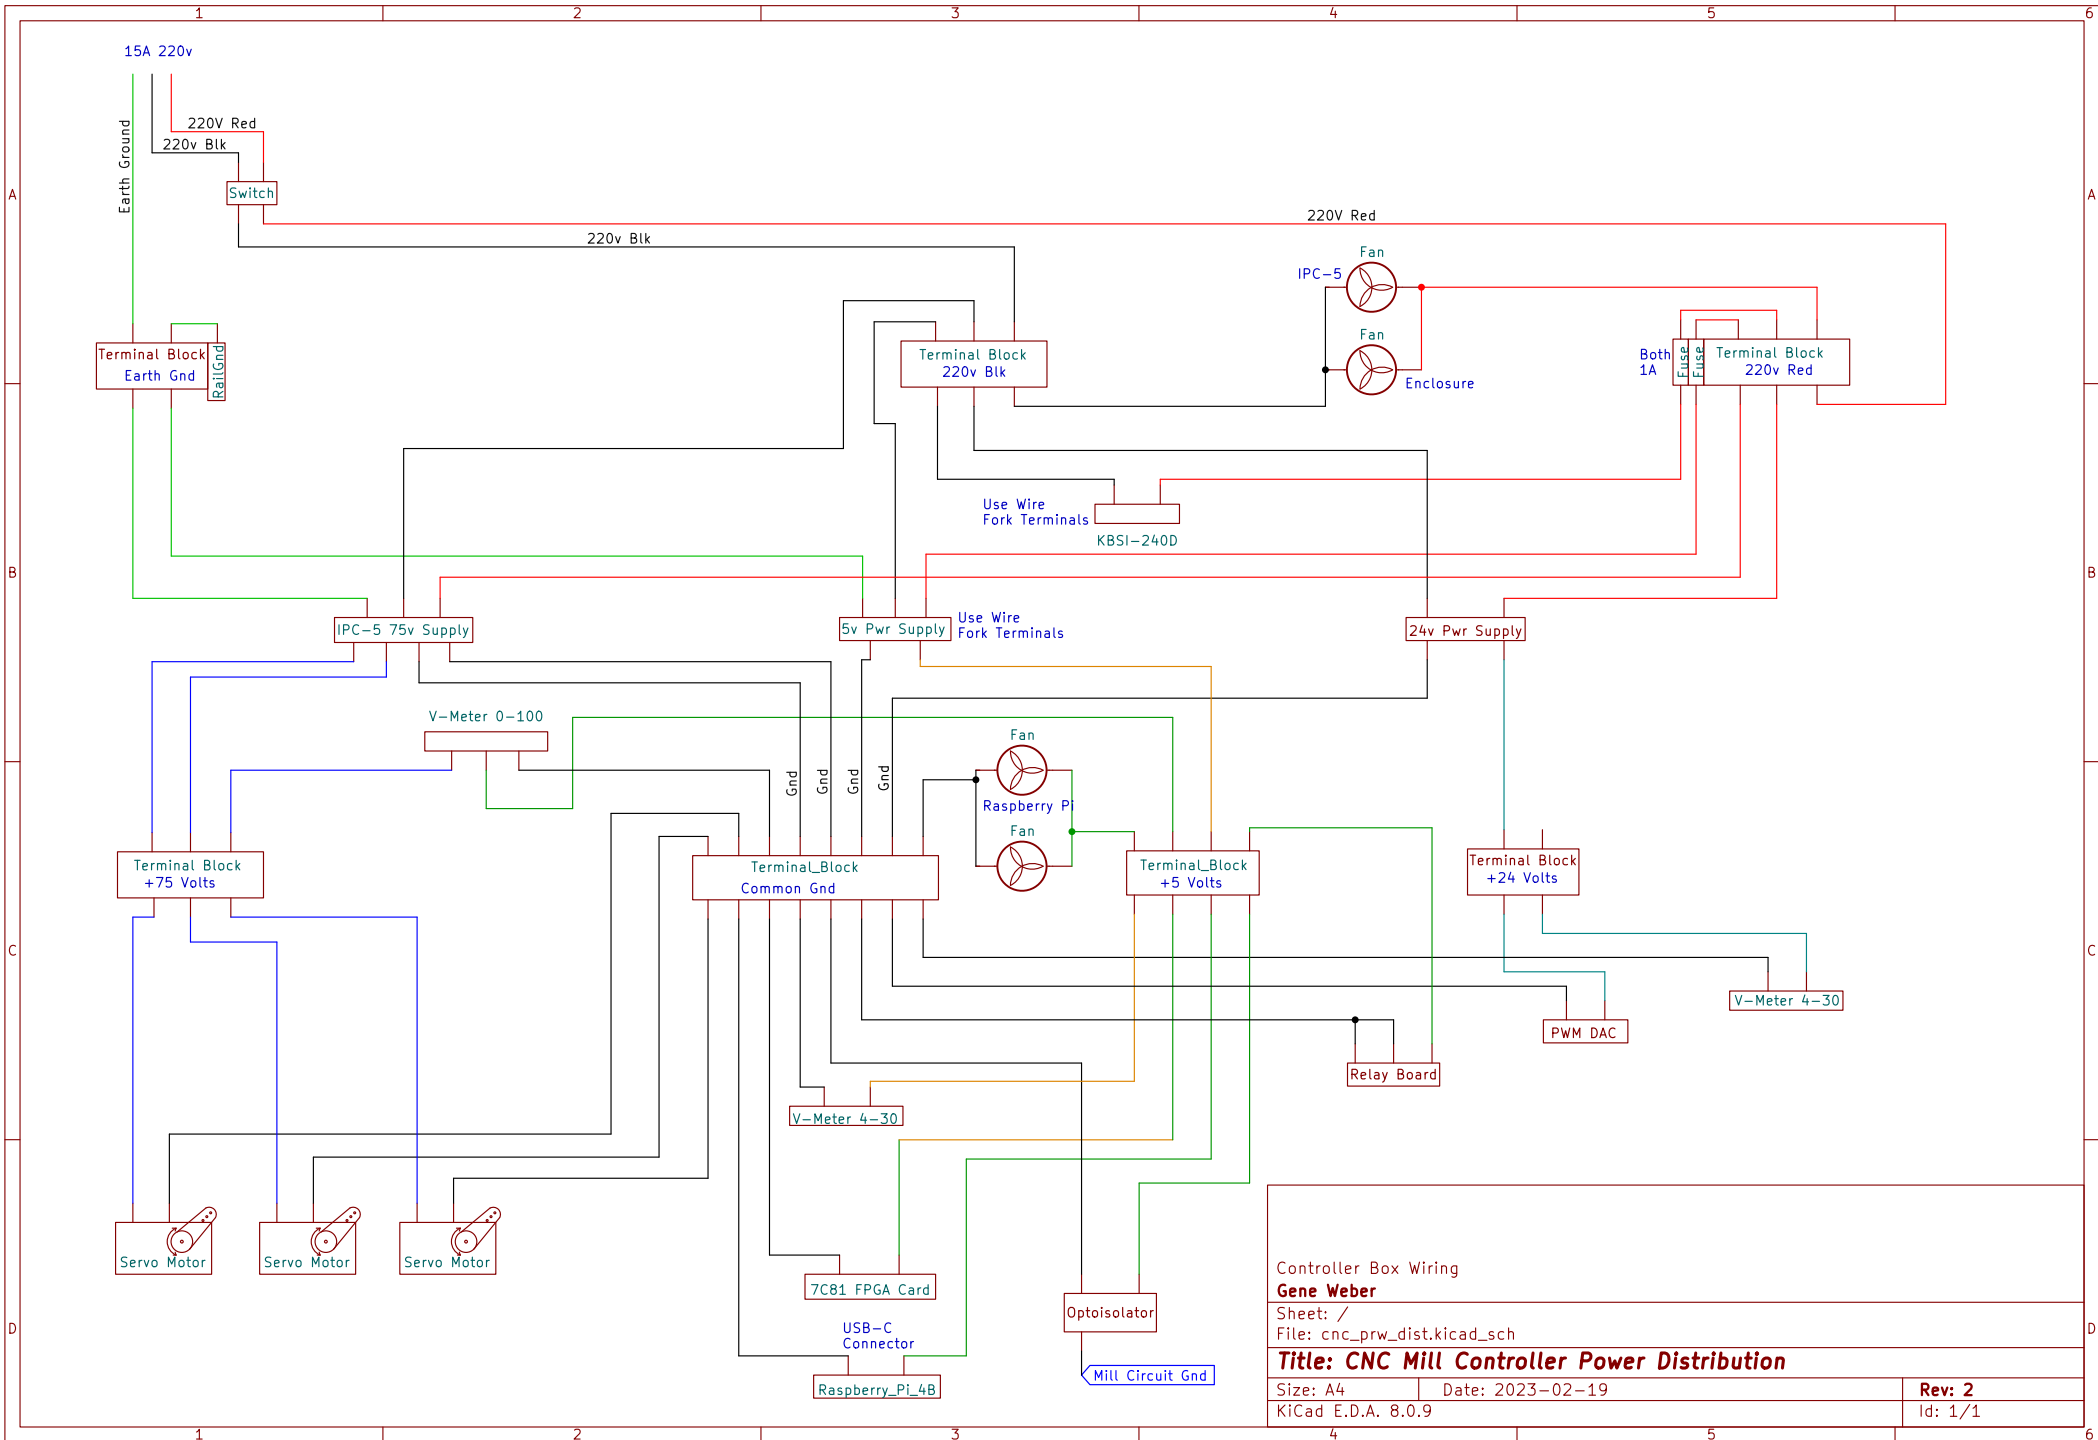 1 2 3 4 5 6
15A 220v
220V Red
220v Blk
Earth Ground
Switch
A
A
220V Red
220v Blk
Fan
IPC-5
Fan
Enclosure
Terminal Block
Earth Gnd
RailGnd
Terminal Block
220v Blk
Both
1A
Fuse
Fuse
Terminal Block
220v Red
Use Wire
Fork Terminals
KBSI-240D
B
B
IPC-5 75v Supply
5v Pwr Supply
Use Wire
Fork Terminals
24v Pwr Supply
V-Meter 0-100
Gnd
Gnd
Gnd
Gnd
Fan
Raspberry Pi
Fan
Terminal Block
+75 Volts
Terminal_Block
Common Gnd
Terminal_Block
+5 Volts
Terminal Block
+24 Volts
C
C
V-Meter 4-30
PWM DAC
Relay Board
V-Meter 4-30
Servo Motor
Servo Motor
Servo Motor
7C81 FPGA Card
Optoisolator
USB-C
Connector
Raspberry_Pi_4B
Mill Circuit Gnd
D
D
Controller Box Wiring
Gene Weber
Sheet: /
File: cnc_prw_dist.kicad_sch
Title: CNC Mill Controller Power Distribution
Size: A4 Date: 2023-02-19 Rev: 2
KiCad E.D.A. 8.0.9 Id: 1/1
1 2 3 4 5 6